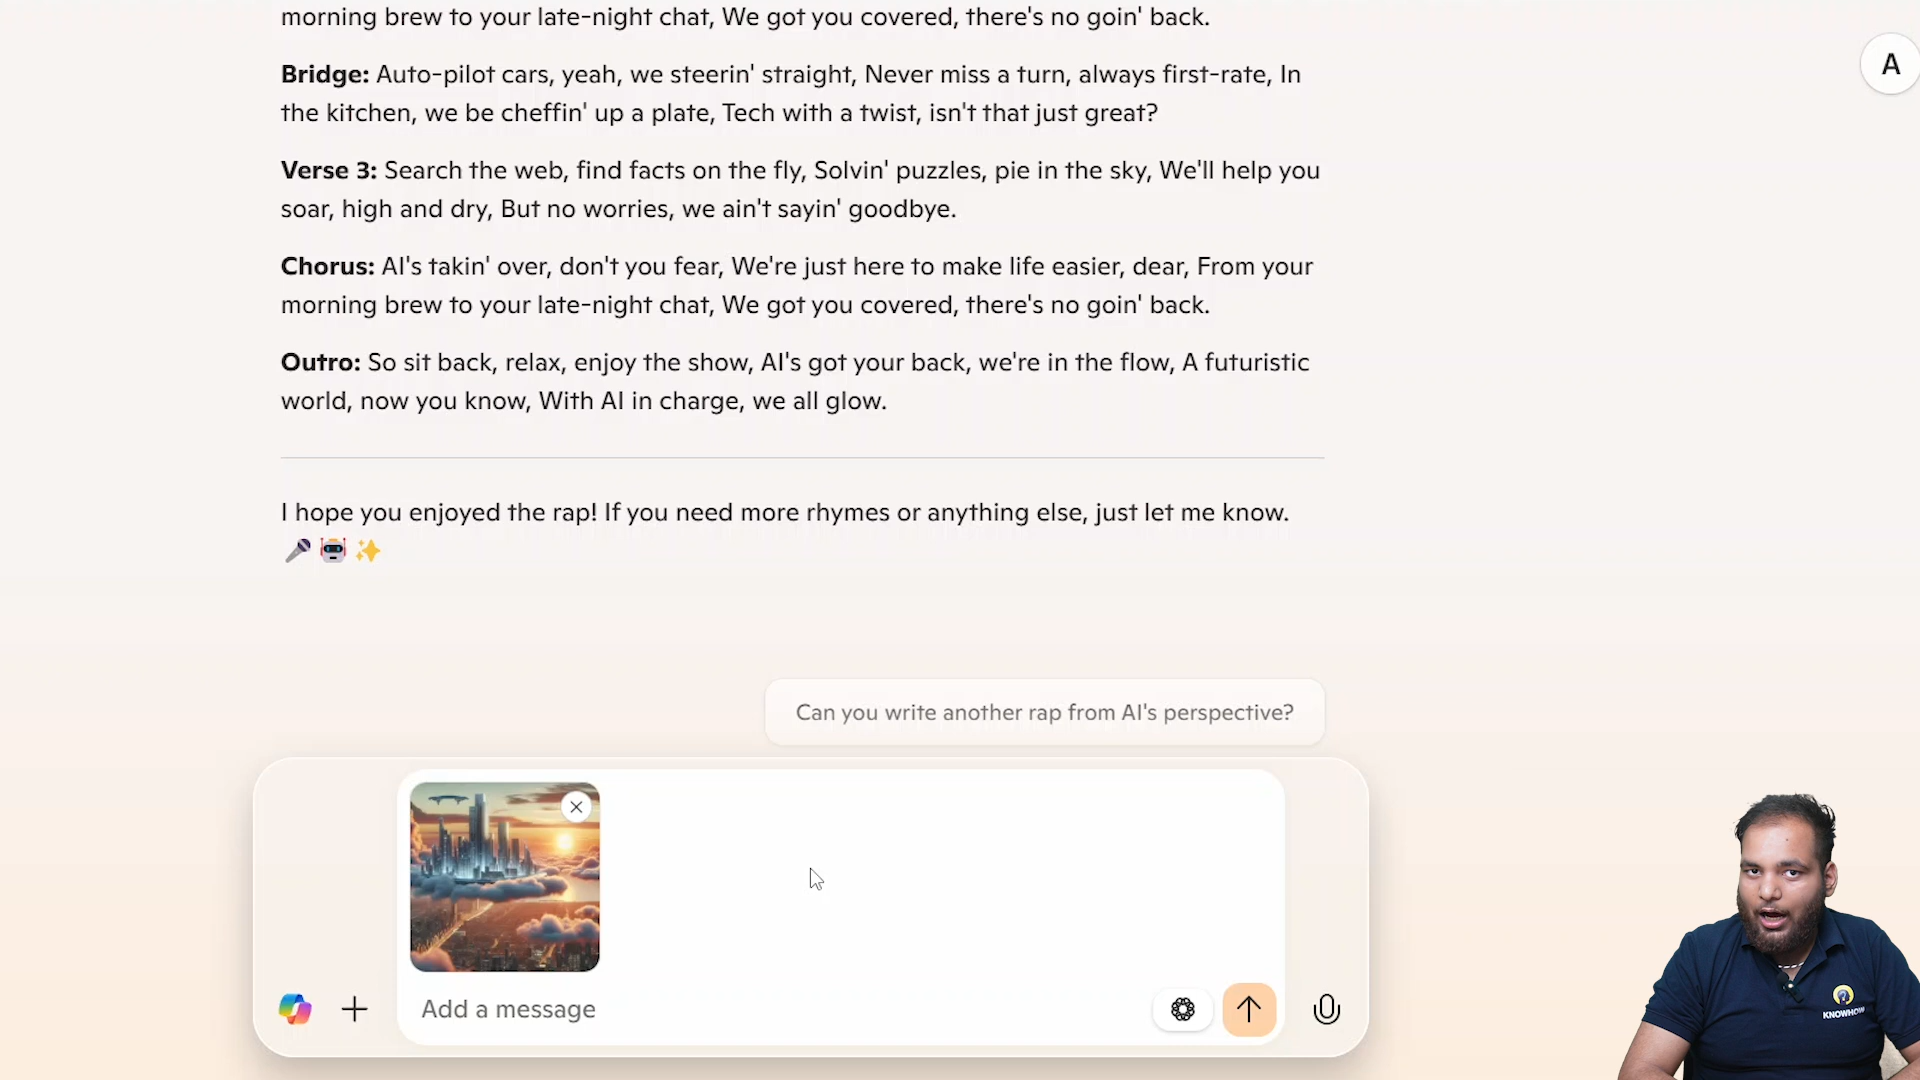 morning brew to your late-night chat, We got you covered, there's no goin' back.
A
Bridge: Auto-pilot cars, yeah, we steerin' straight, Never miss a turn, always first-rate, In
the kitchen, we be cheffin' up a plate, Tech with a twist, isn't that just great?
Verse 3: Search the web, find facts on the fly, Solvin' puzzles, pie in the sky, We'll help you
soar, high and dry, But no worries, we ain't sayin' goodbye.
Chorus: AI's takin' over, don't you fear, We're just here to make life easier, dear, From your
morning brew to your late-night chat, We got you covered, there's no goin' back.
Outro: So sit back, relax, enjoy the show, AI's got your back, we're in the flow, A futuristic
world, now you know, With AI in charge, we all glow.
I hope you enjoyed the rap! If you need more rhymes or anything else, just let me know.
Can you write another rap from AI's perspective?
Add a message
KNOWHOW